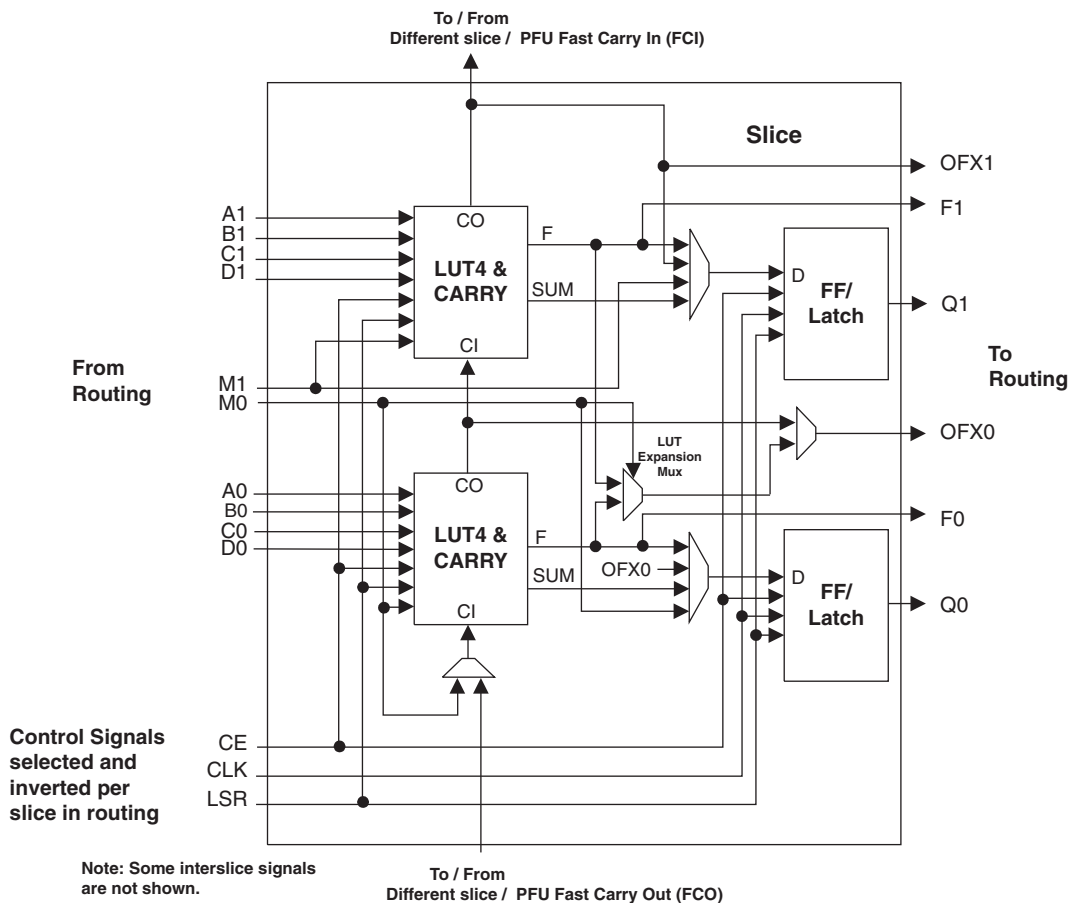 To / From
Different slice / PFU Fast Carry In (FCI)
Slice
OFX1
F1
A1
B1
C1
D1
CO
LUT4 &
CARRY
CI
F
SUM
D
FF/
Latch
Q1
From
Routing
To
Routing
M1
M0
OFX0
LUT
Expansion
Mux
A0
B0
C0
D0
CO
LUT4 &
CARRY
CI
F
OFX0
SUM
F0
D
FF/
Latch
Q0
Control Signals
selected and
inverted per
slice in routing
CE
CLK
LSR
Note: Some interslice signals
are not shown.
To / From
Different slice / PFU Fast Carry Out (FCO)